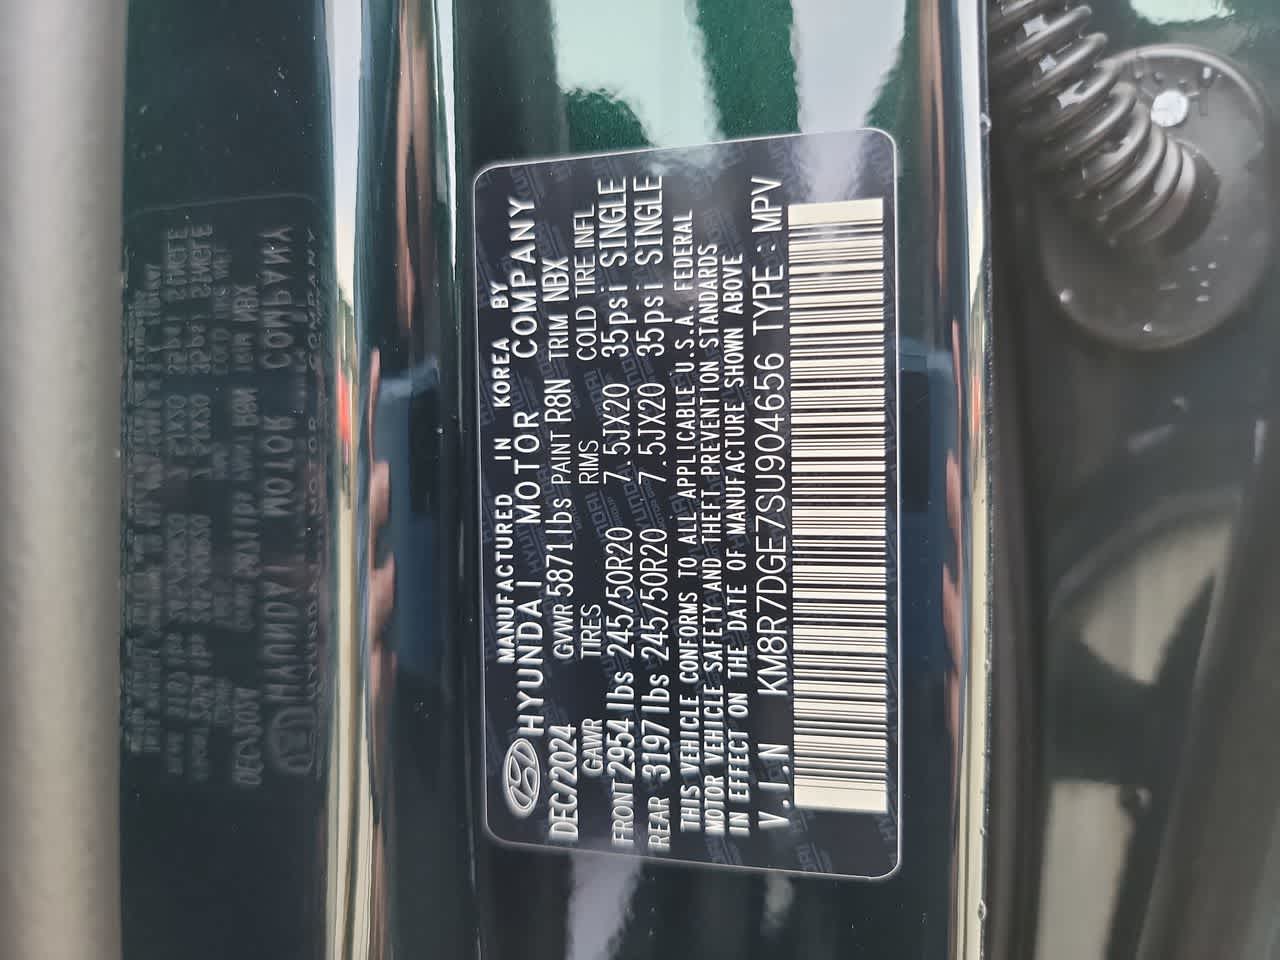 MANUFACTURED IN KOREA BY
HYUNDAI MOTOR COMPANY
DEC/2024 GVWR 5871lbs PAINT R8N TRIM NBX
GAWR TIRES RIMS COLD TIRE INFL
FRONT 2954lbs 245/50R20 7.5JX20 35psi SINGLE
REAR 3197lbs 245/50R20 7.5JX20 35psi SINGLE
THIS VEHICLE CONFORMS TO ALL APPLICABLE U.S.A. FEDERAL
MOTOR VEHICLE SAFETY AND THEFT PREVENTION STANDARDS
IN EFFECT ON THE DATE OF MANUFACTURE SHOWN ABOVE
V.I.N KM8R7DGE7SU904656 TYPE : MPV